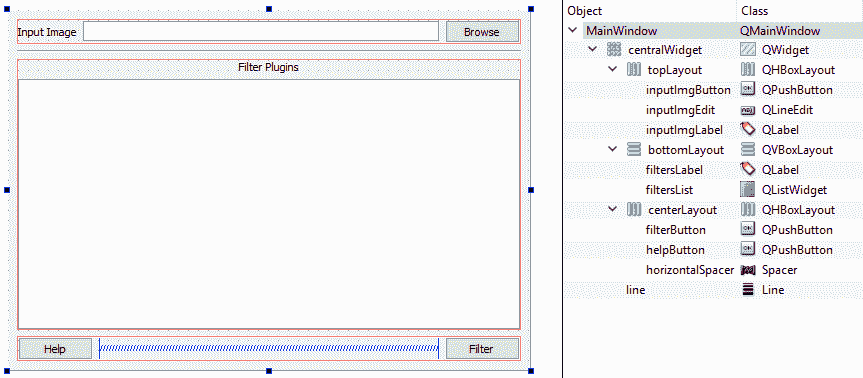 Input Image Browse
Filter Plugins
Help Filter
Object Class
MainWindow QMainWindow
centralWidget QWidget
topLayout QHBoxLayout
inputImgButton QPushButton
inputImgEdit QLineEdit
inputImgLabel QLabel
bottomLayout QVBoxLayout
filtersLabel QLabel
filtersList QListWidget
centerLayout QHBoxLayout
filterButton QPushButton
helpButton QPushButton
horizontalSpacer Spacer
line Line